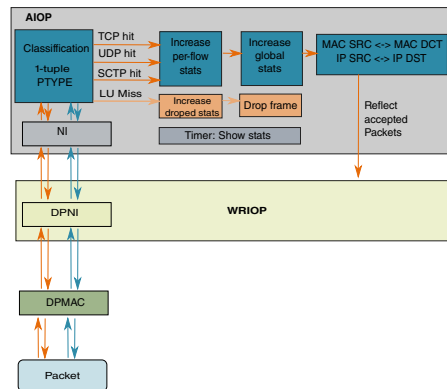 AIOP
Classiffication
1-tuple
PTYPE
TCP hit
UDP hit
SCTP hit
LU Miss
Increase
per-flow
stats
Increase
global
stats
MAC SRC <-> MAC DCT
IP SRC <-> IP DST
Increase
droped stats
Drop frame
Reflect
accepted
Packets
NI
Timer: Show stats
DPNI
WRIOP
DPMAC
Packet